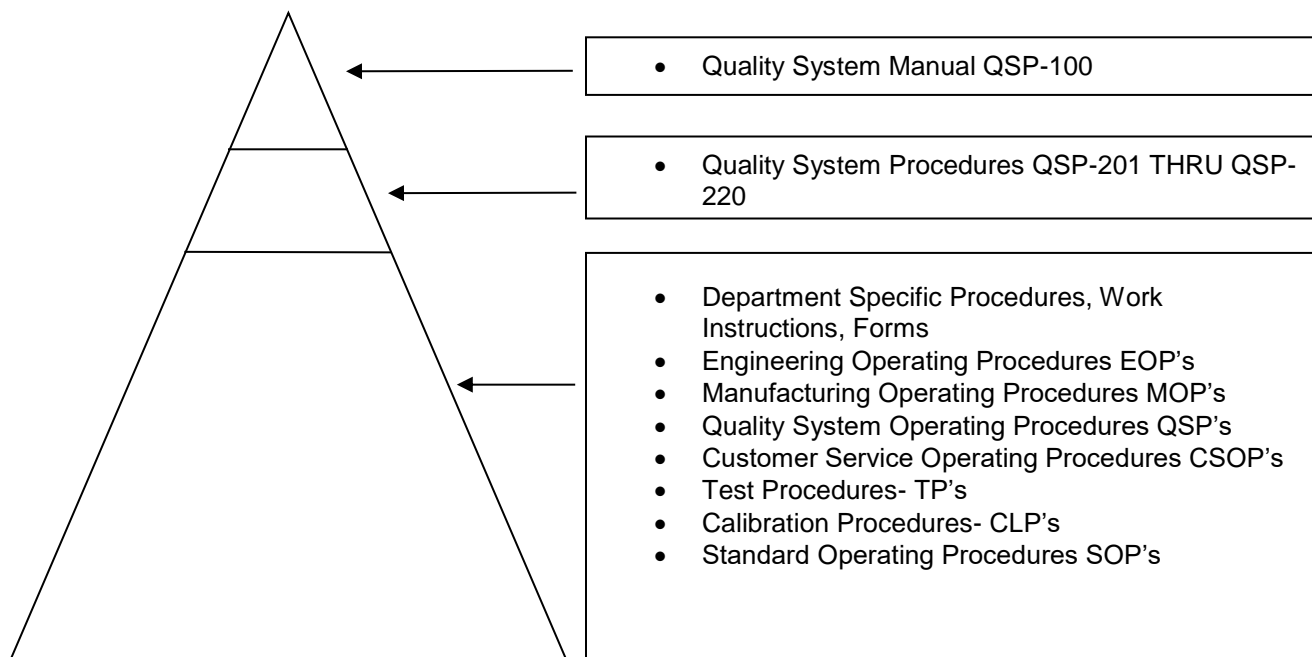 • Quality System Manual QSP-100
• Quality System Procedures QSP-201 THRU QSP-
220
• Department Specific Procedures, Work
Instructions, Forms
• Engineering Operating Procedures EOP’s
• Manufacturing Operating Procedures MOP’s
• Quality System Operating Procedures QSP’s
• Customer Service Operating Procedures CSOP’s
• Test Procedures- TP’s
• Calibration Procedures- CLP’s
• Standard Operating Procedures SOP’s